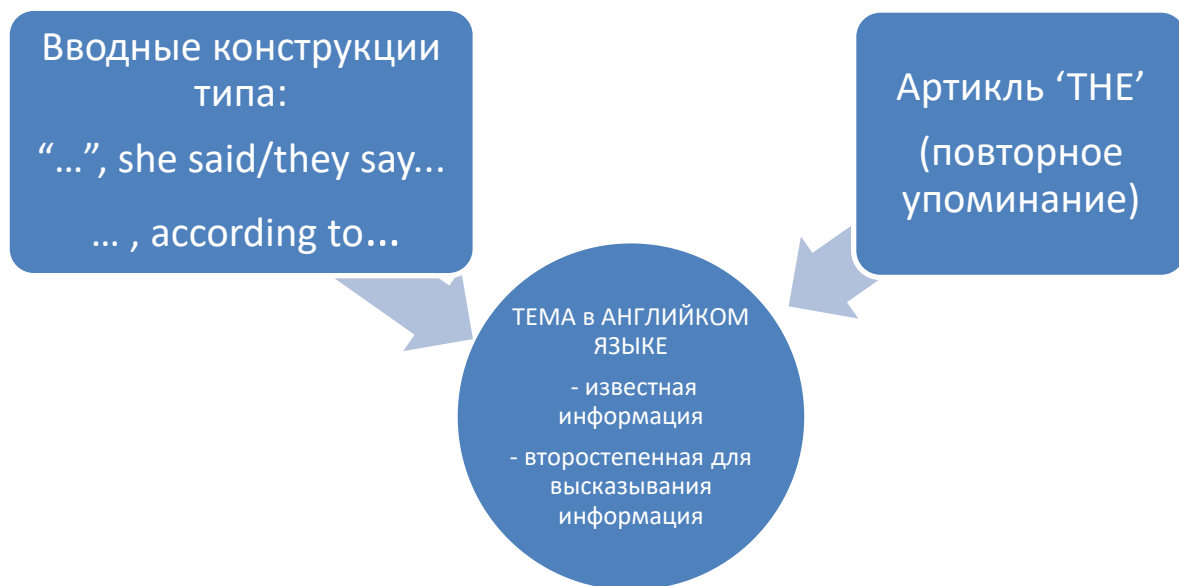 Вводные конструкции
типа:
“…”, she said/they say...
… , according to...
Артикль ‘THE’
(повторное
упоминание)
ТЕМА в АНГЛИЙКОМ
ЯЗЫКЕ
- известная
информация
- второстепенная для
высказывания
информация